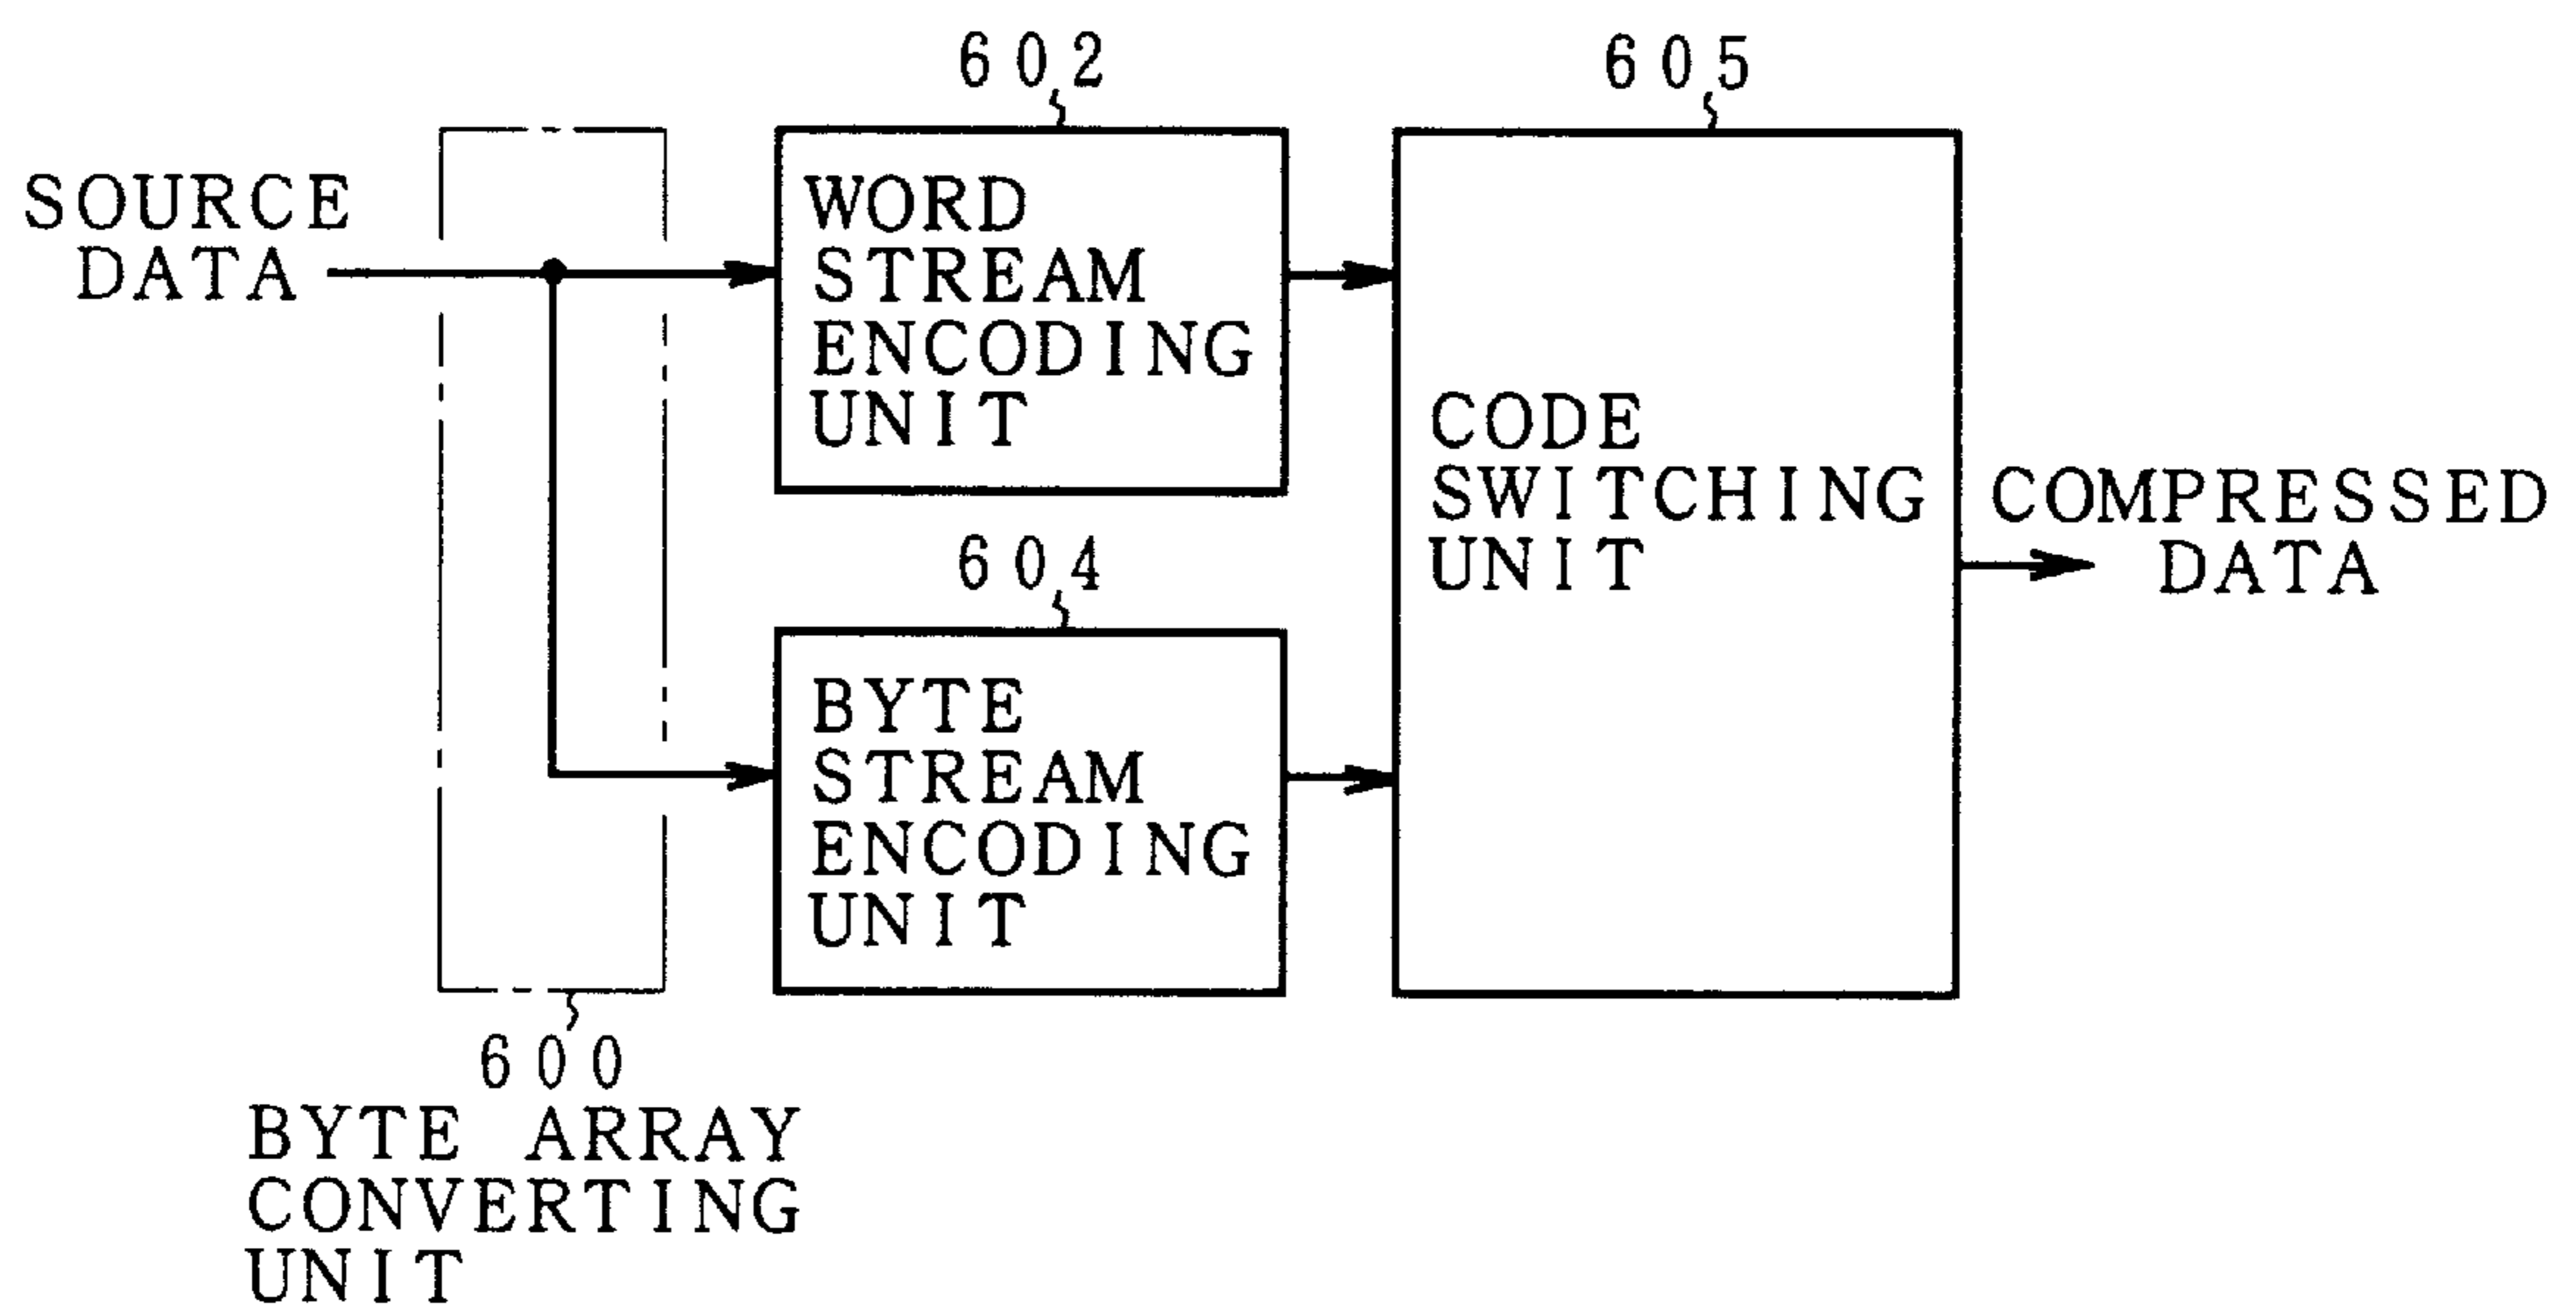 602
605
SOURCE
DATA
WORD
STREAM
ENCODING
UNIT
CODE
SWITCHING
UNIT
COMPRESSED
DATA
604
BYTE
STREAM
ENCODING
UNIT
600
BYTE ARRAY
CONVERTING
UNIT